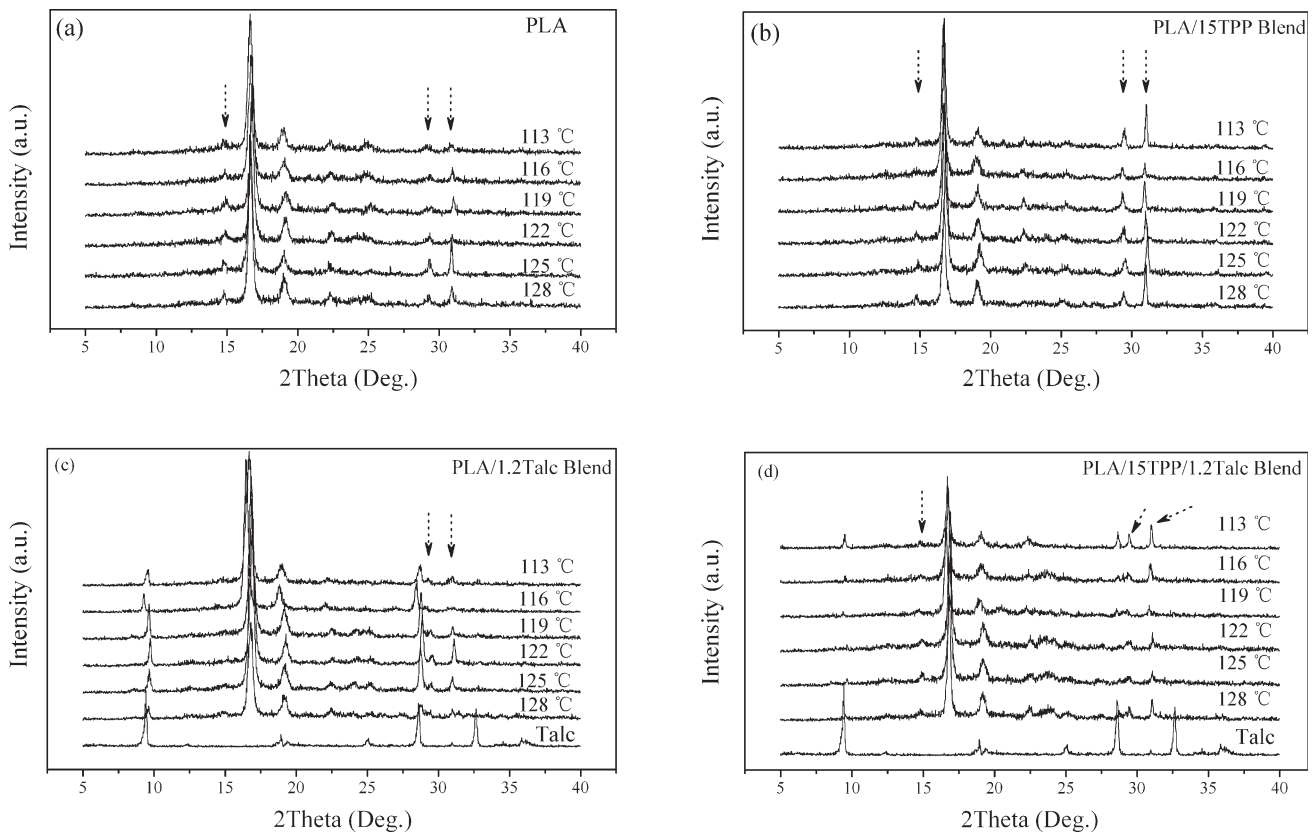 (a)
PLA
Intensity (a.u.)
113 ℃
116 ℃
119 ℃
122 ℃
125 ℃
128 ℃
5 10 15 20 25 30 35 40
2Theta (Deg.)
(b)
PLA/15TPP Blend
Intensity (a.u.)
113 ℃
116 ℃
119 ℃
122 ℃
125 ℃
128 ℃
5 10 15 20 25 30 35 40
2Theta (Deg.)
(c)
PLA/1.2Talc Blend
Intensity (a.u.)
113 ℃
116 ℃
119 ℃
122 ℃
125 ℃
128 ℃
Talc
5 10 15 20 25 30 35 40
2Theta (Deg.)
(d)
PLA/15TPP/1.2Talc Blend
Intensity (a.u.)
113 ℃
116 ℃
119 ℃
122 ℃
125 ℃
128 ℃
Talc
5 10 15 20 25 30 35 40
2Theta (Deg.)